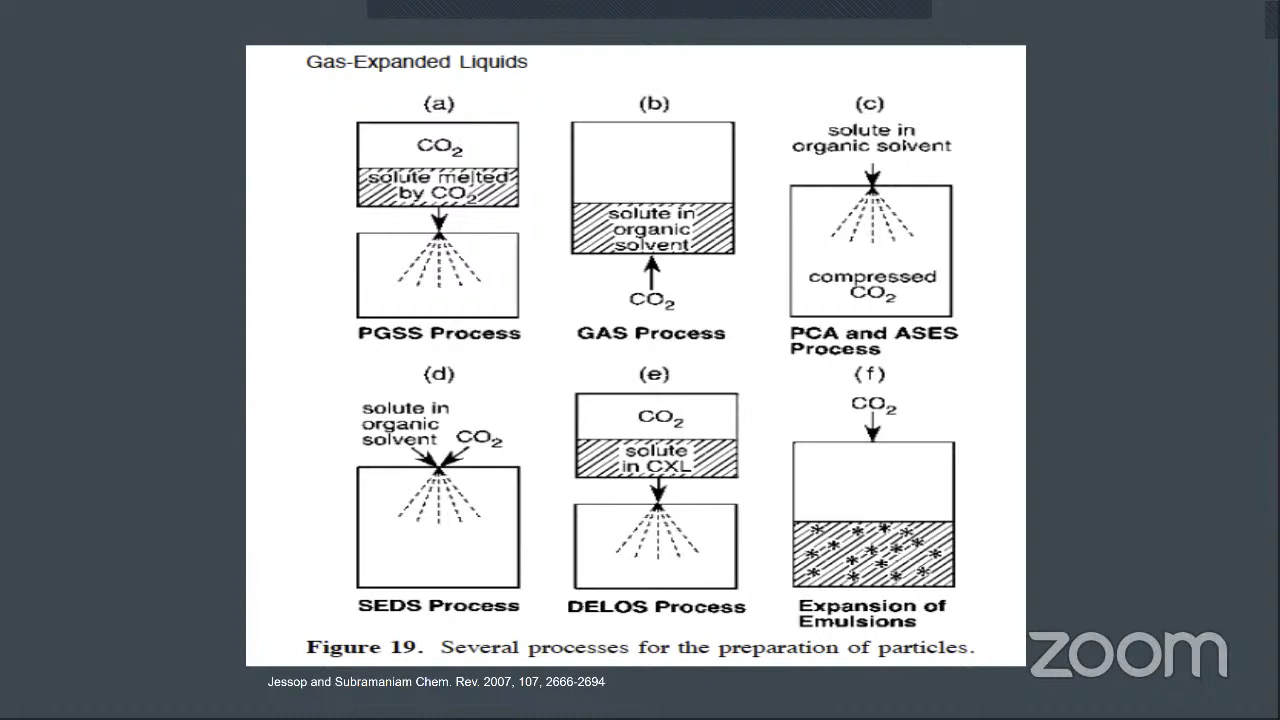 Gas-Expanded Liquids
(a)
CO2
solute melted
by CO2
PGSS Process
(b)
solute in
organic
solvent
CO2
GAS Process
(c)
solute in
organic solvent
compressed
CO2
PCA and ASES
Process
(d)
solute in
organic
solvent
CO2
SEDS Process
(e)
CO2
solute
in CXL
DELOS Process
(f)
CO2
Expansion of
Emulsions
Figure 19. Several processes for the preparation of particles.
Jessop and Subramaniam Chem. Rev. 2007, 107, 2666-2694
zoom